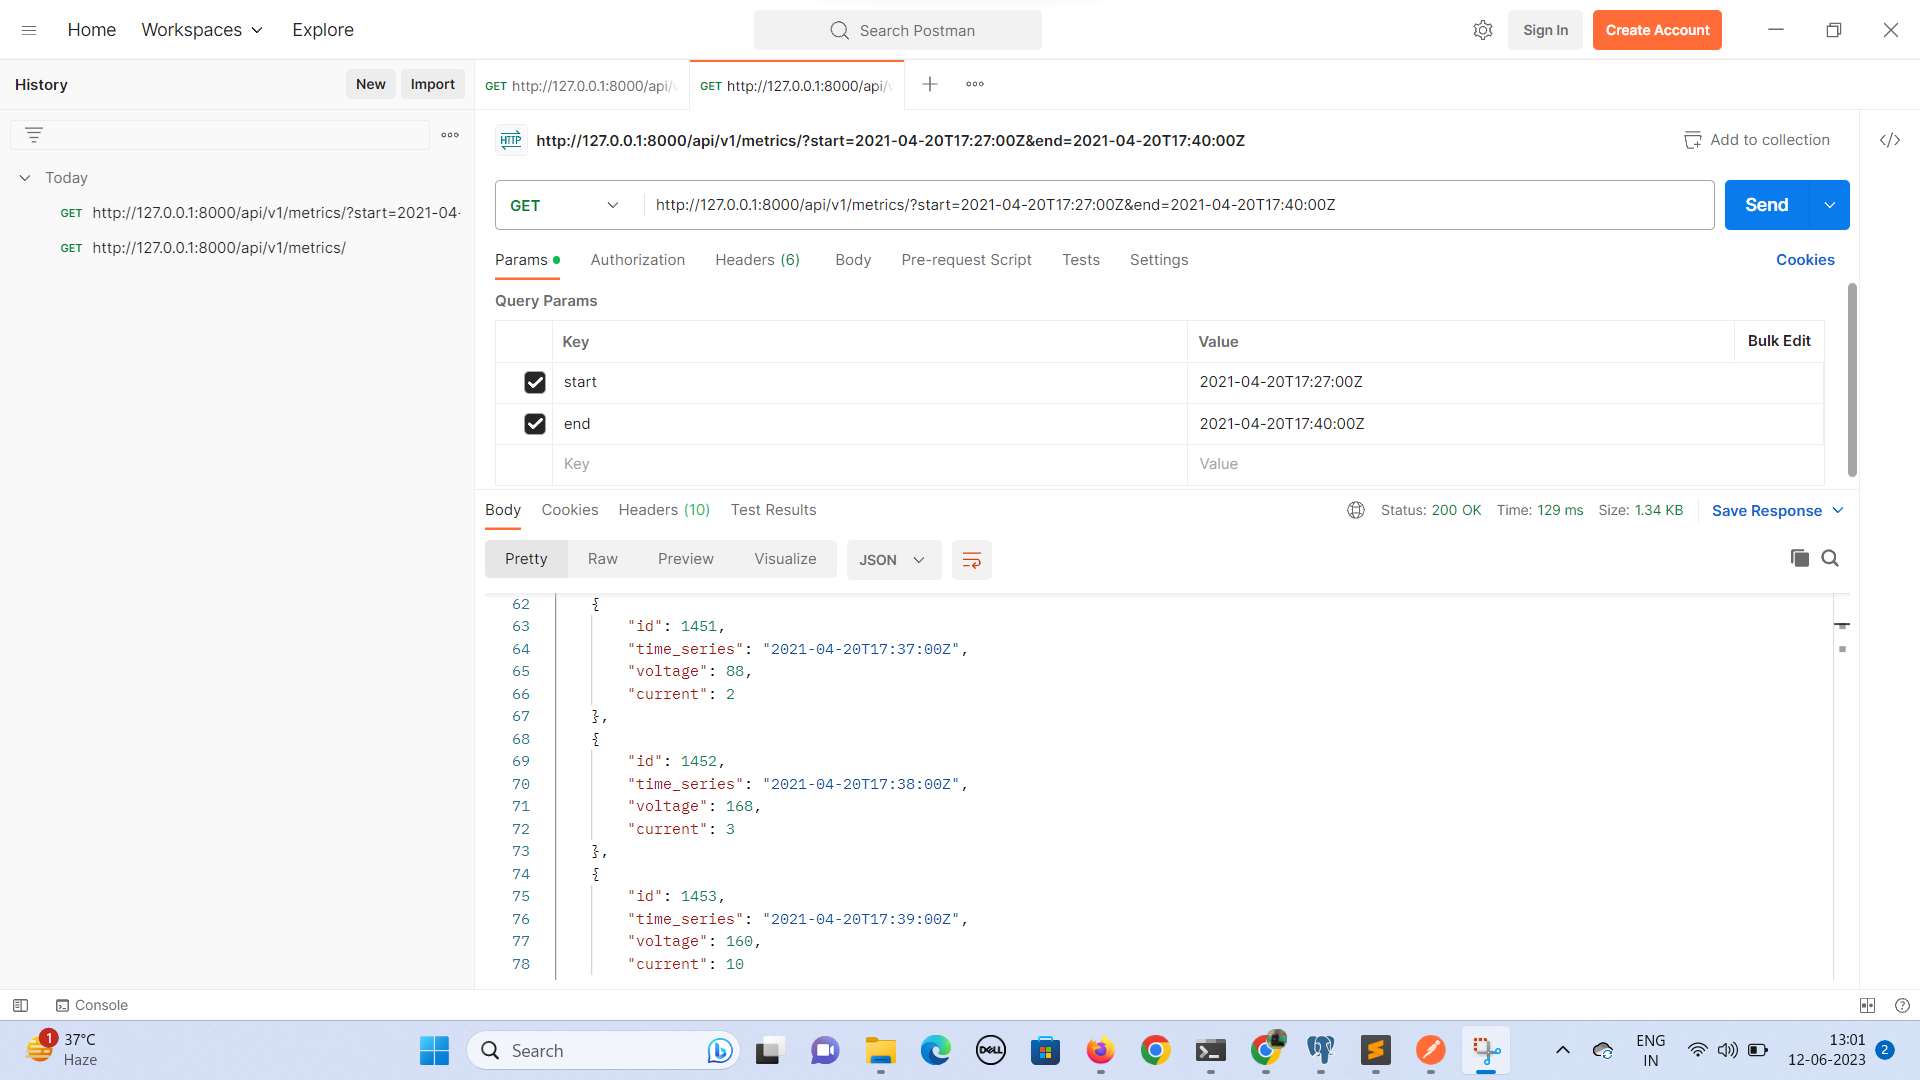 Home
Workspaces
Explore
Search Postman
Sign In
Create Account
History
New
Import
GET http://127.0.0.1:8000/api/v
GET http://127.0.0.1:8000/api/v
Today
GET http://127.0.0.1:8000/api/v1/metrics/?start=2021-04-
GET http://127.0.0.1:8000/api/v1/metrics/
HTTP
http://127.0.0.1:8000/api/v1/metrics/?start=2021-04-20T17:27:00Z&end=2021-04-20T17:40:00Z
Add to collection
</>
GET
http://127.0.0.1:8000/api/v1/metrics/?start=2021-04-20T17:27:00Z&end=2021-04-20T17:40:00Z
Send
Params
Authorization
Headers (6)
Body
Pre-request Script
Tests
Settings
Cookies
Query Params
Key
Value
Bulk Edit
start
2021-04-20T17:27:00Z
end
2021-04-20T17:40:00Z
Key
Value
Body
Cookies
Headers (10)
Test Results
Status: 200 OK
Time: 129 ms
Size: 1.34 KB
Save Response
Pretty
Raw
Preview
Visualize
JSON
62 {
63 "id": 1451,
64 "time_series": "2021-04-20T17:37:00Z",
65 "voltage": 88,
66 "current": 2
67 },
68 {
69 "id": 1452,
70 "time_series": "2021-04-20T17:38:00Z",
71 "voltage": 168,
72 "current": 3
73 },
74 {
75 "id": 1453,
76 "time_series": "2021-04-20T17:39:00Z",
77 "voltage": 160,
78 "current": 10
Console
1
37°C
Haze
Search
DELL
ENG
IN
13:01
12-06-2023
2